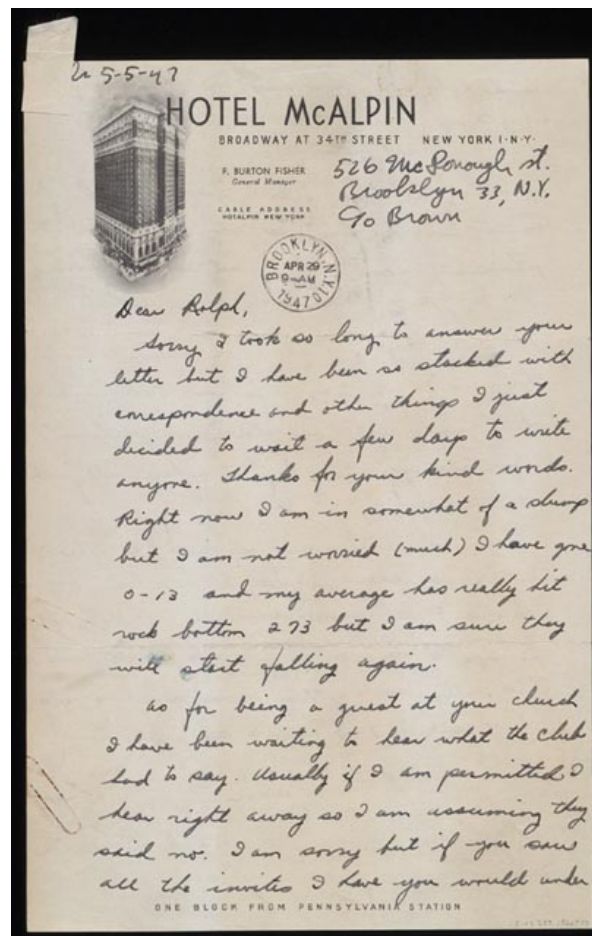 5-5-47
HOTEL McALPIN
BROADWAY AT 34TH STREET NEW YORK 1·N·Y·
F. BURTON FISHER
General Manager
CABLE ADDRESS
HOTALPIN NEW YORK
526 McDonough st.
Brooklyn 33, N.Y.
c/o Brown
BROOKLYN, N.Y.
APR 29
9-AM
1947
Dear Ralph,
Sorry I took so long to answer your
letter but I have been so stacked with
correspondence and other things I just
decided to wait a few days to write
anyone. Thanks for your kind words.
Right now I am in somewhat of a slump
but I am not worried (much) I have gone
0-13 and my average has really hit
rock bottom 273 but I am sure they
will start falling again.
as for being a guest at your church
I have been waiting to hear what the club
had to say. Usually if I am permitted I
hear right away so I am assuming they
said no. I am sorry but if you saw
all the invites I have you would under
ONE BLOCK FROM PENNSYLVANIA STATION